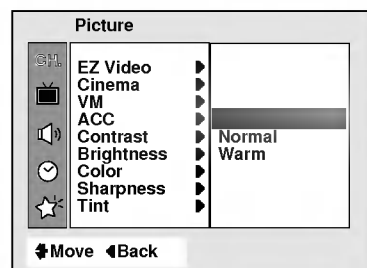 Picture
CH.
EZ Video
Cinema
VM
ACC
Contrast
Brightness
Color
Sharpness
Tint
Normal
Warm
Move Back